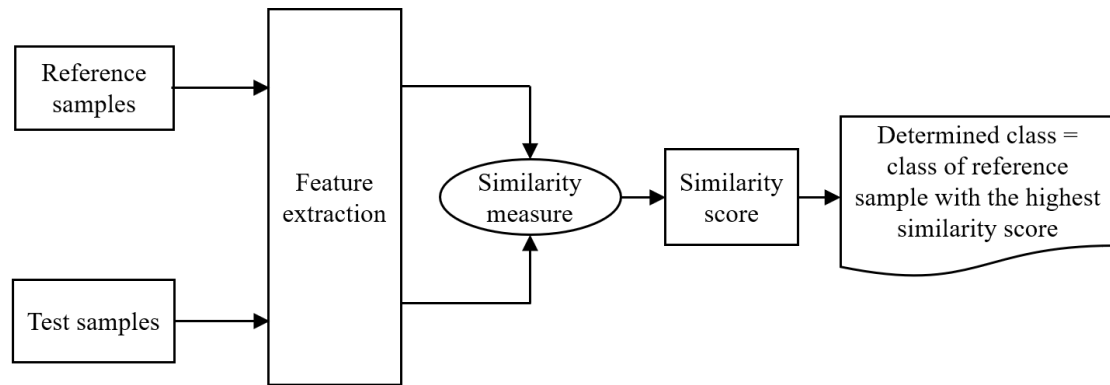 Reference
samples
Test samples
Feature
extraction
Similarity
measure
Similarity
score
Determined class =
class of reference
sample with the highest
similarity score